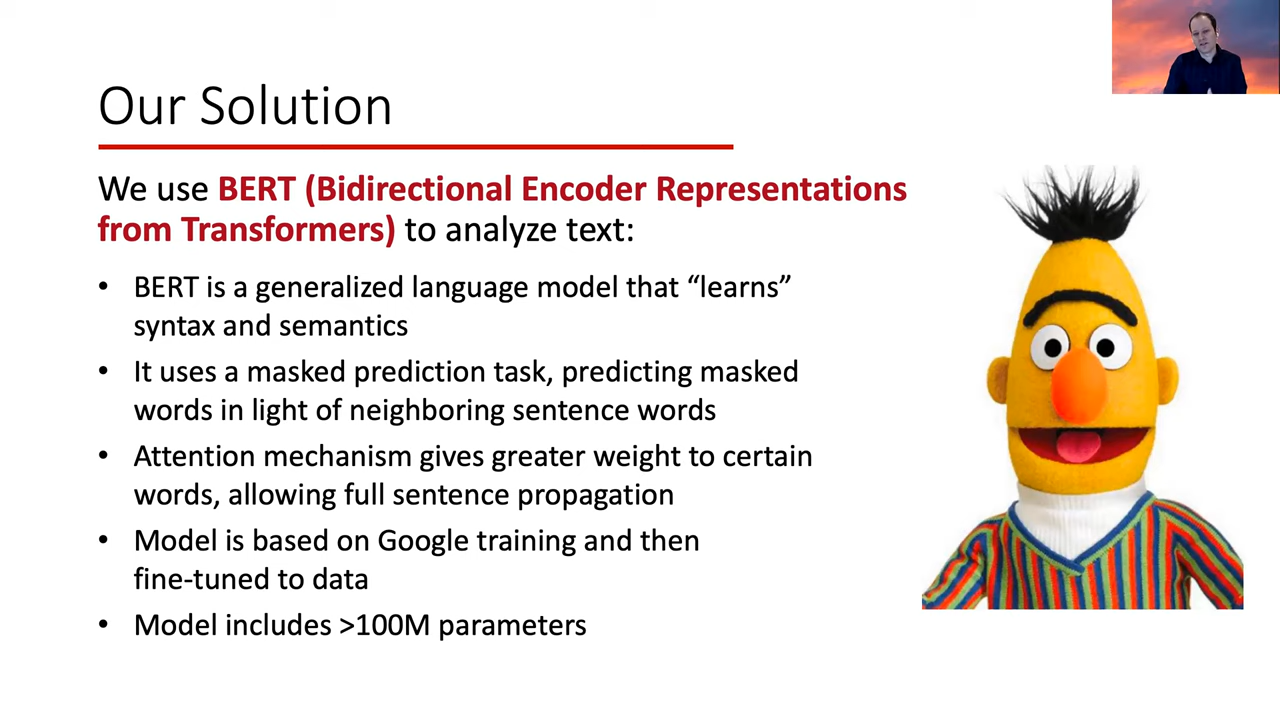 Our Solution
We use BERT (Bidirectional Encoder Representations
from Transformers) to analyze text:
• BERT is a generalized language model that “learns”
syntax and semantics
• It uses a masked prediction task, predicting masked
words in light of neighboring sentence words
• Attention mechanism gives greater weight to certain
words, allowing full sentence propagation
• Model is based on Google training and then
fine-tuned to data
• Model includes >100M parameters